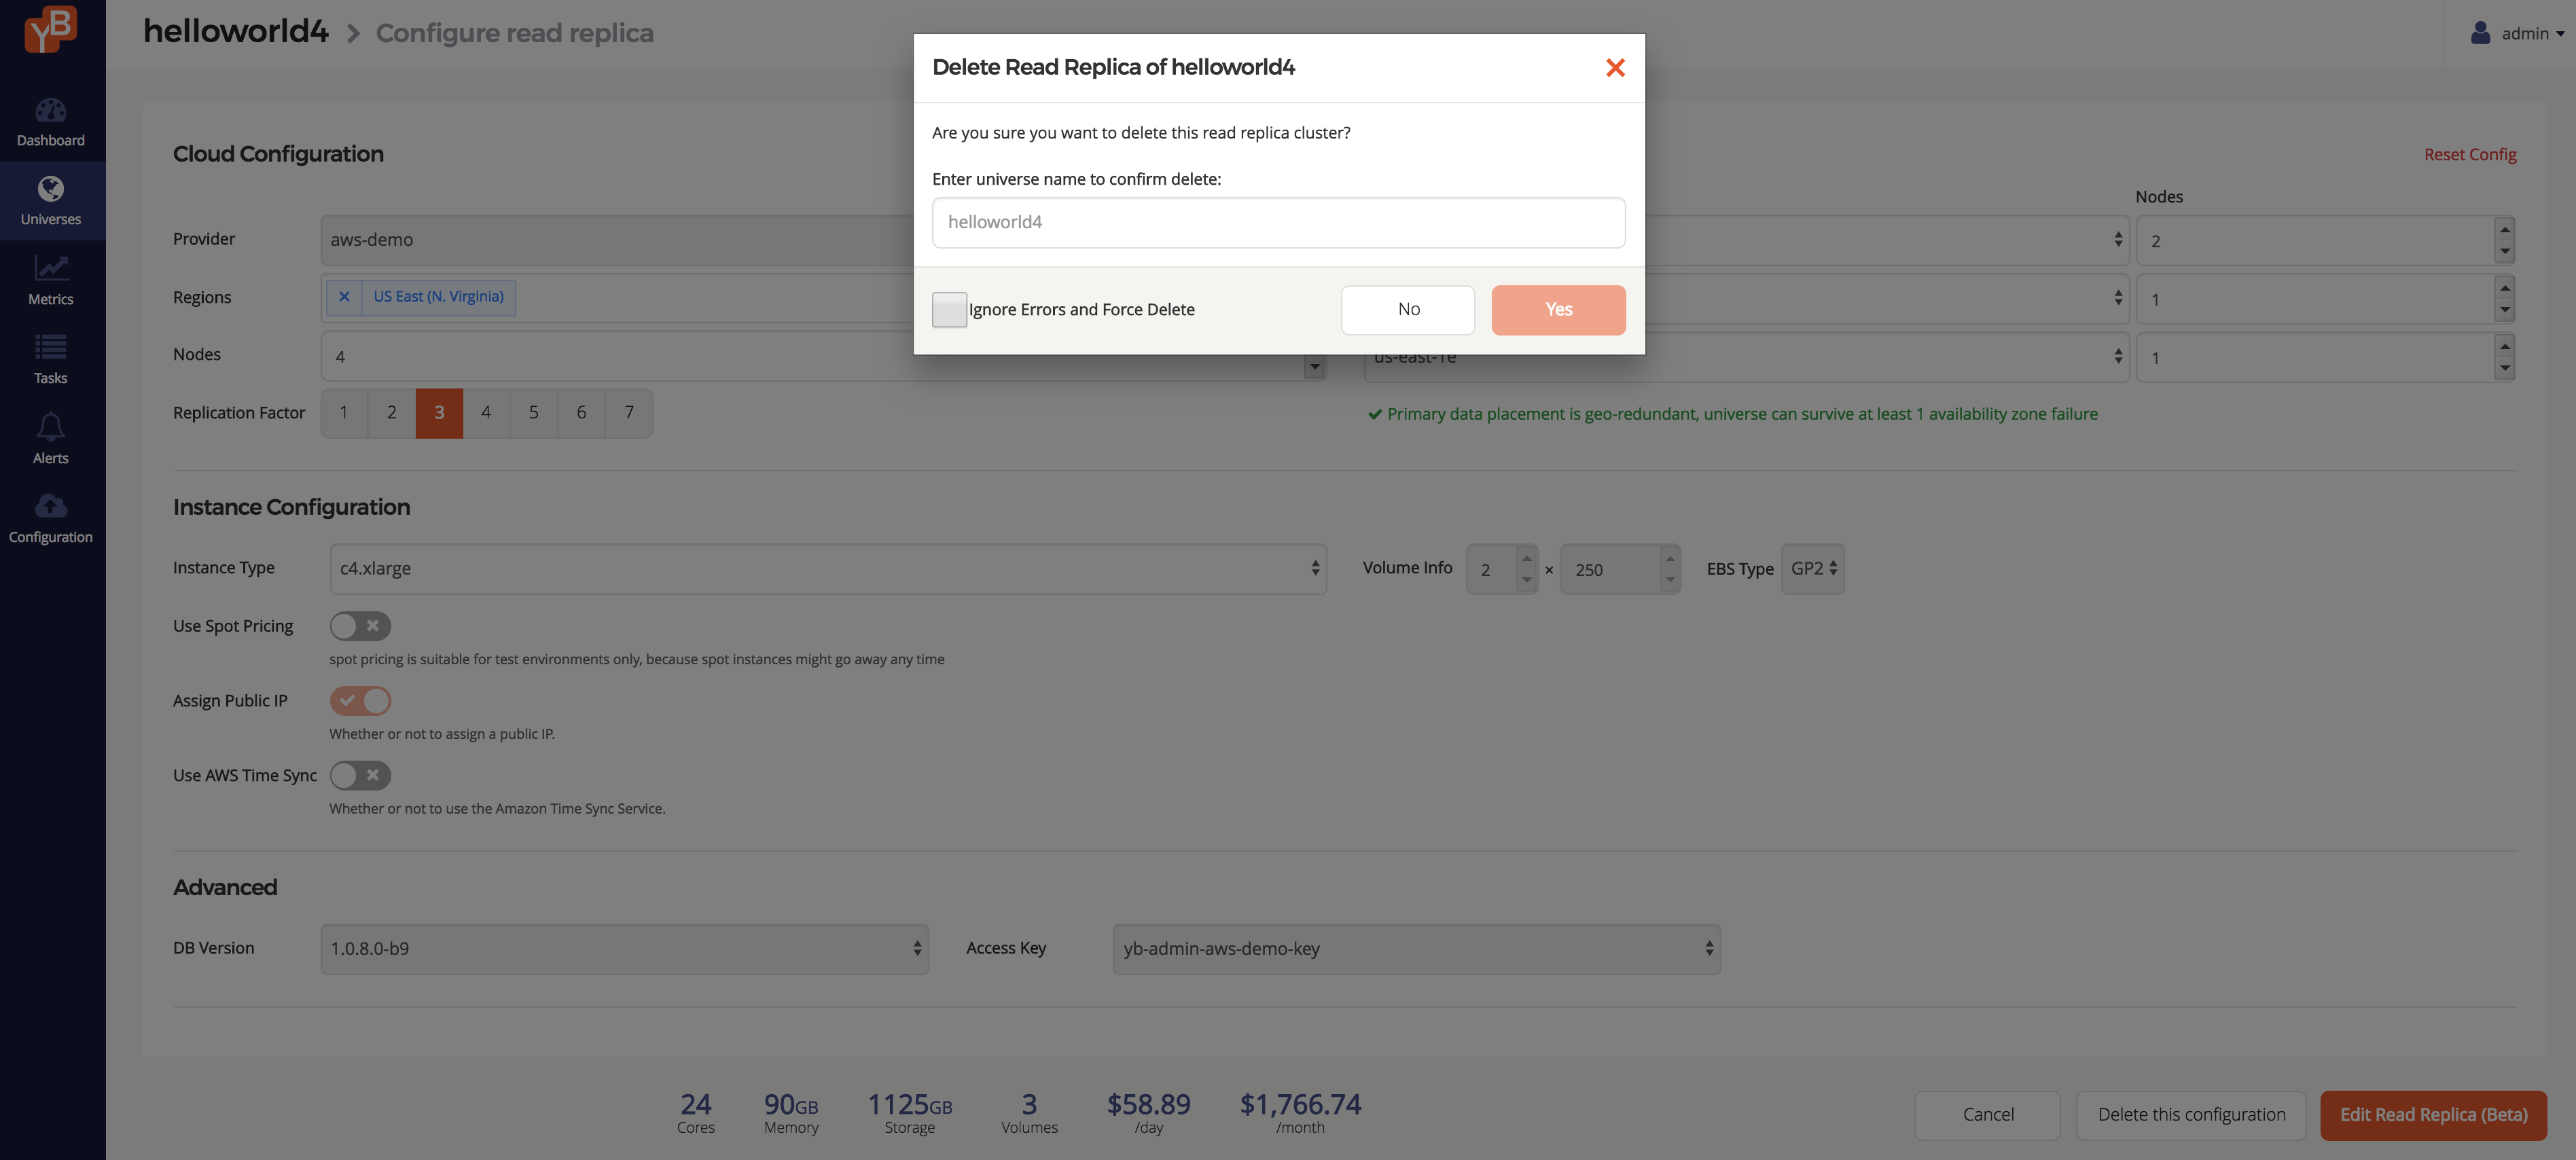 YB
helloworld4 > Configure read replica
admin
Dashboard
Universes
Metrics
Tasks
Alerts
Configuration
Delete Read Replica of helloworld4
Are you sure you want to delete this read replica cluster?
Enter universe name to confirm delete:
helloworld4
Ignore Errors and Force Delete
No
Yes
Cloud Configuration
Reset Config
Nodes
Provider
aws-demo
2
Regions
US East (N. Virginia)
1
Nodes
4
us-east-1e
1
Replication Factor
1 2 3 4 5 6 7
Primary data placement is geo-redundant, universe can survive at least 1 availability zone failure
Instance Configuration
Instance Type
c4.xlarge
Volume Info
2 × 250
EBS Type
GP2
Use Spot Pricing
spot pricing is suitable for test environments only, because spot instances might go away any time
Assign Public IP
Whether or not to assign a public IP.
Use AWS Time Sync
Whether or not to use the Amazon Time Sync Service.
Advanced
DB Version
1.0.8.0-b9
Access Key
yb-admin-aws-demo-key
24 90GB 1125GB 3 $58.89 $1,766.74
Cores Memory Storage Volumes /day /month
Cancel
Delete this configuration
Edit Read Replica (Beta)